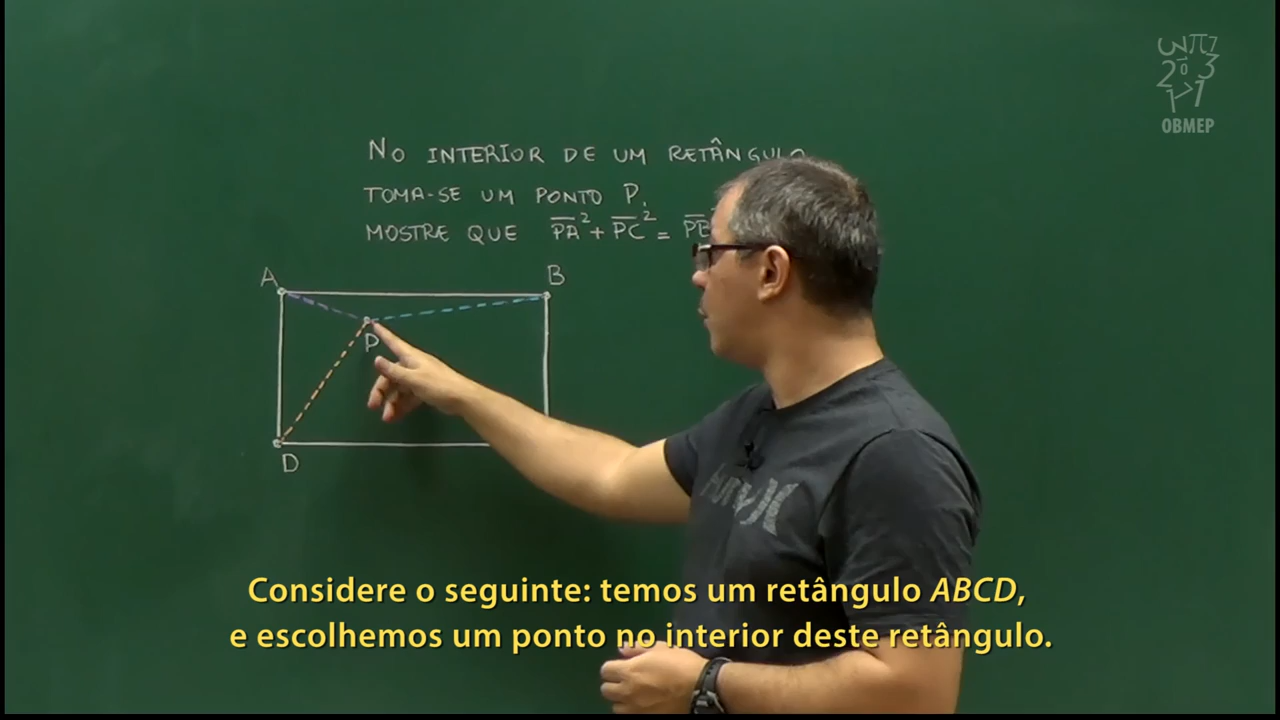 OBMEP
NO INTERIOR DE UM RETÂNGULO
TOMA-SE UM PONTO P.
MOSTRE QUE PA² + PC² = PB
A
B
P
D
Considere o seguinte: temos um retângulo ABCD,
e escolhemos um ponto no interior deste retângulo.